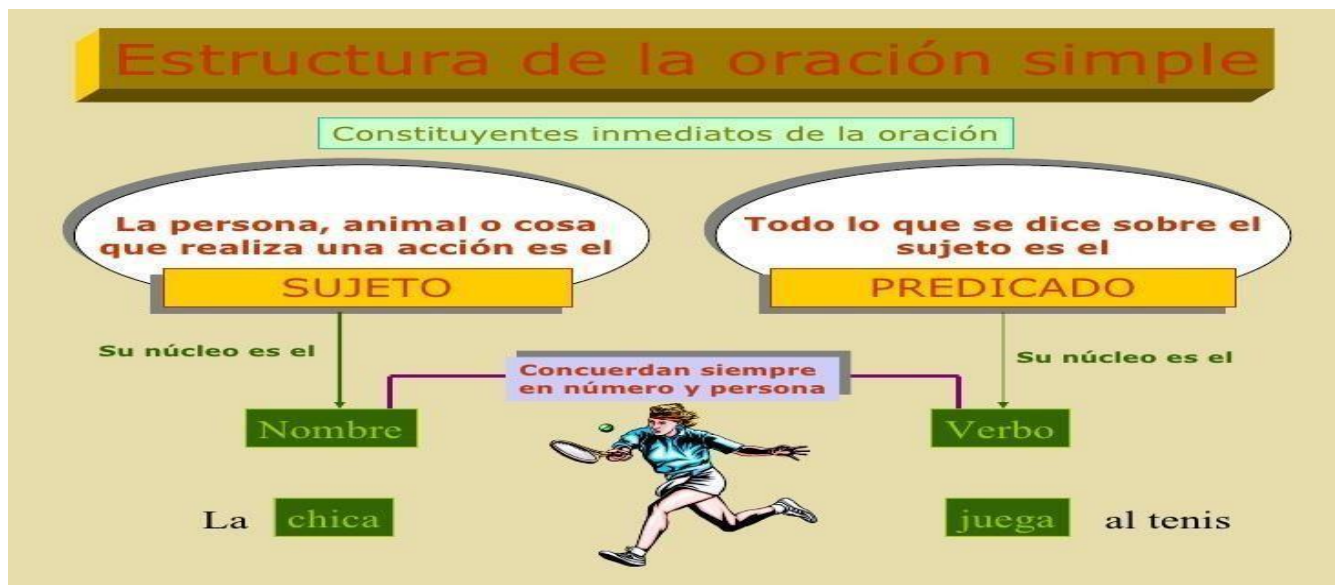 Estructura de la oración simple
Constituyentes inmediatos de la oración
La persona, animal o cosa
que realiza una acción es el
SUJETO
Todo lo que se dice sobre el
sujeto es el
PREDICADO
Su núcleo es el
Concuerdan siempre
en número y persona
Su núcleo es el
Nombre
Verbo
La chica
juega al tenis